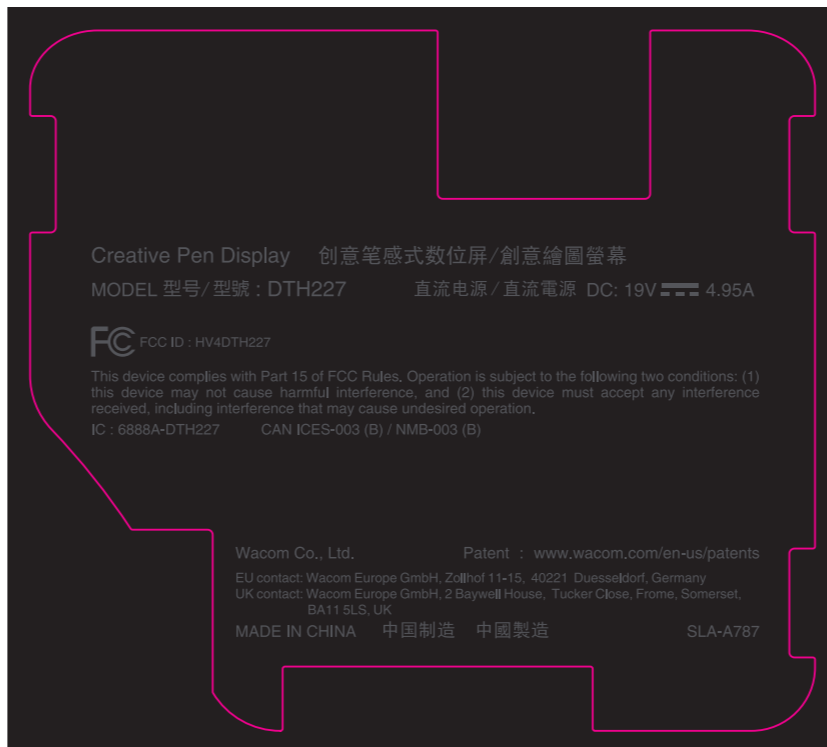 Creative Pen Display 创意笔感式数位屏/創意繪圖螢幕
MODEL 型号/型號 : DTH227 直流电源/直流電源 DC: 19V 4.95A
FC FCC ID : HV4DTH227
This device complies with Part 15 of FCC Rules. Operation is subject to the following two conditions: (1)
this device may not cause harmful interference, and (2) this device must accept any interference
received, including interference that may cause undesired operation.
IC : 6888A-DTH227 CAN ICES-003 (B) / NMB-003 (B)
Wacom Co., Ltd. Patent : www.wacom.com/en-us/patents
EU contact: Wacom Europe GmbH, Zollhof 11-15, 40221 Duesseldorf, Germany
UK contact: Wacom Europe GmbH, 2 Baywell House, Tucker Close, Frome, Somerset,
BA11 5LS, UK
MADE IN CHINA 中国制造 中國製造 SLA-A787